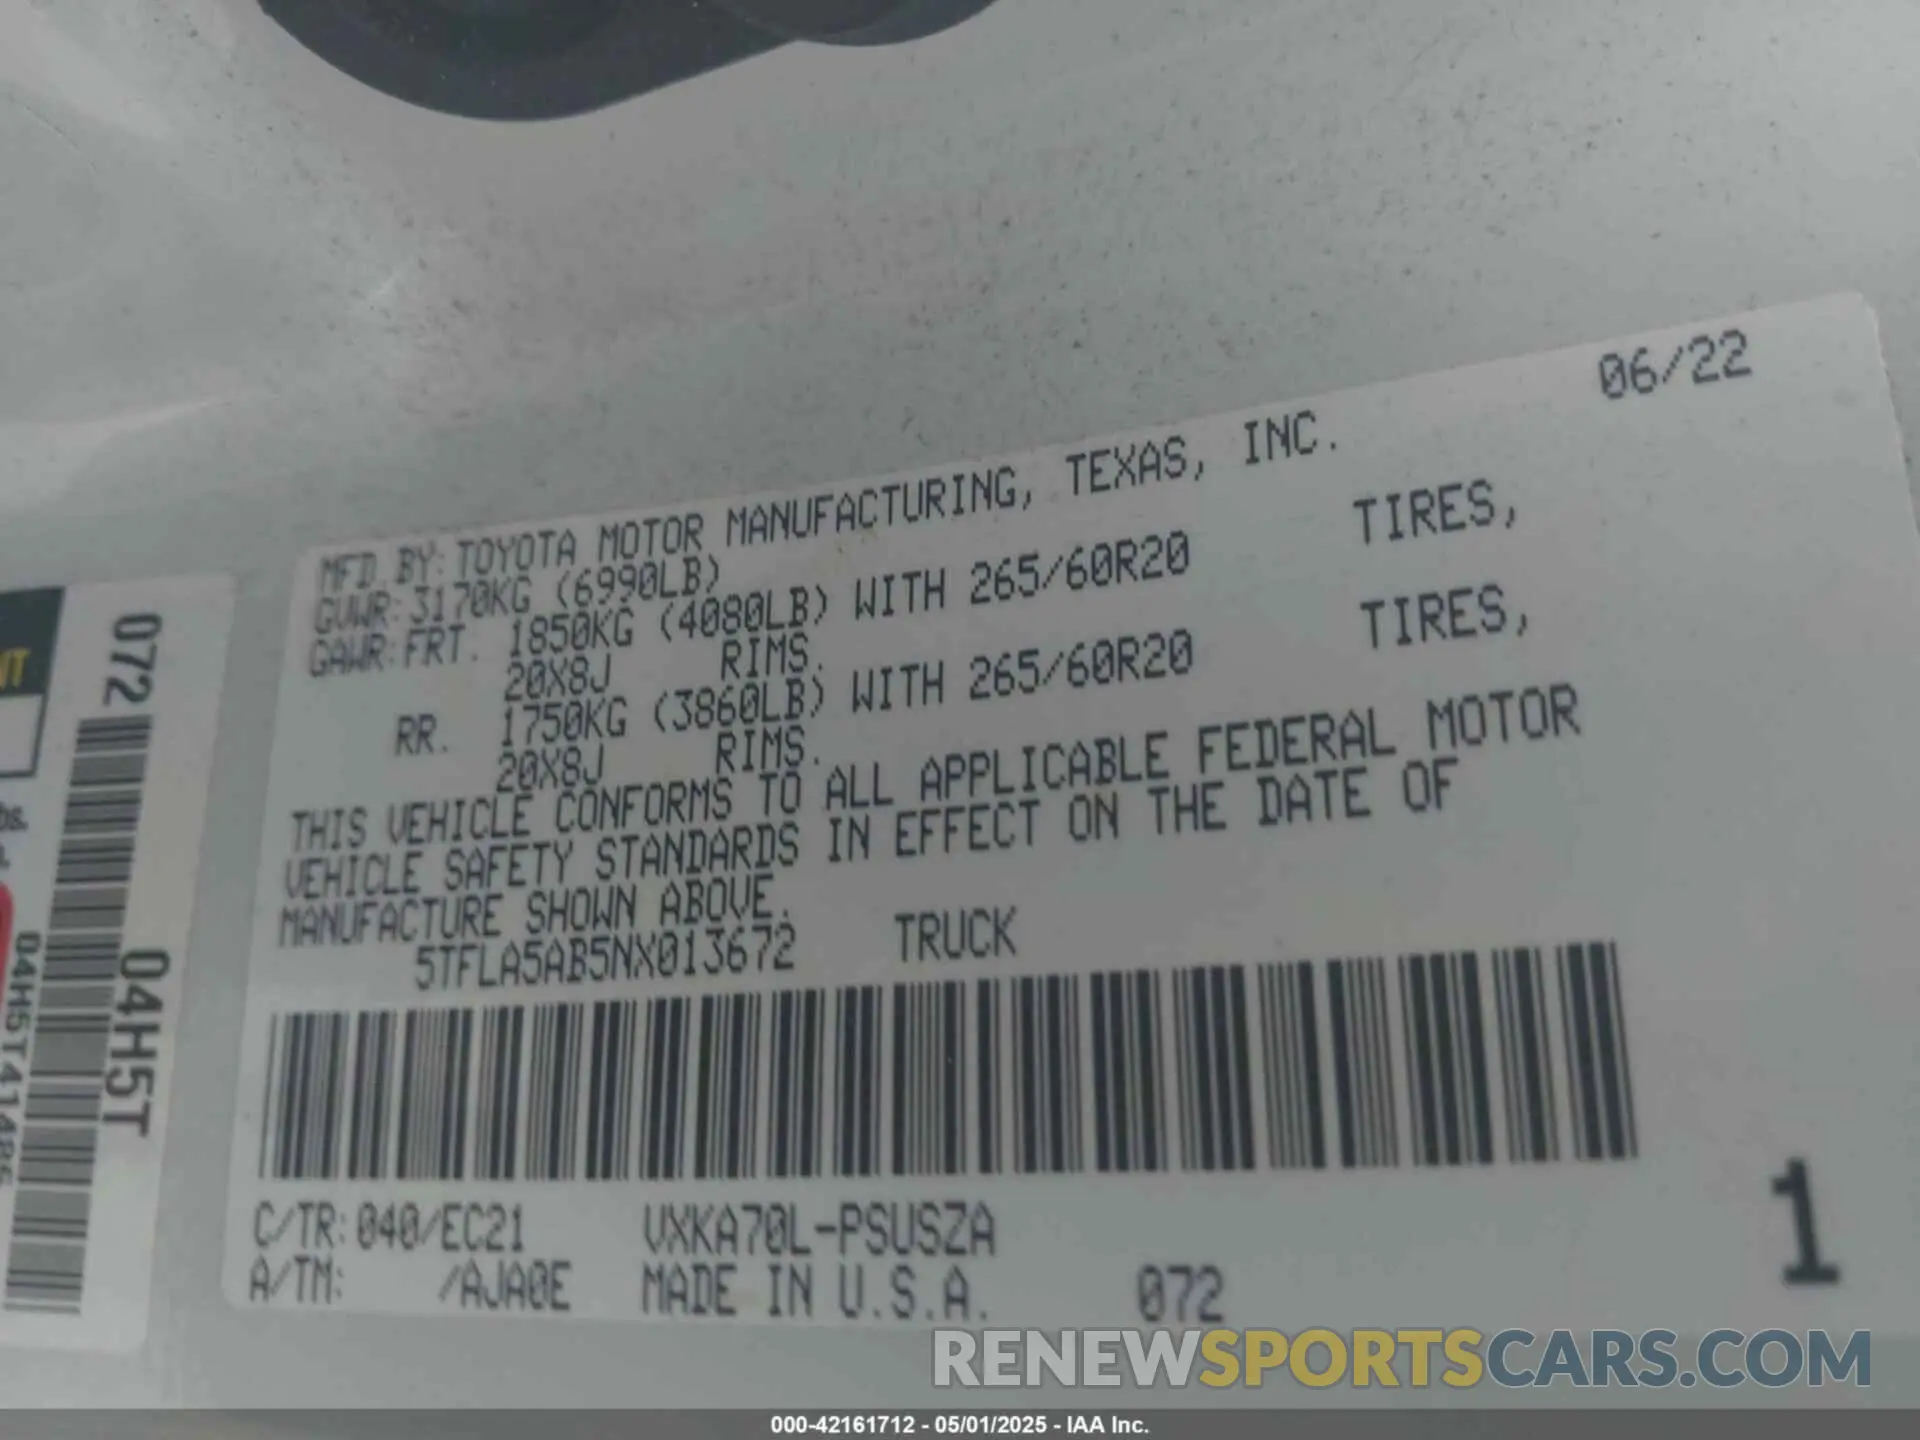 06/22
MFD. BY: TOYOTA MOTOR MANUFACTURING, TEXAS, INC.
GVWR: 3170KG (6990LB)
GAWR: FRT. 1850KG (4080LB) WITH 265/60R20 TIRES,
20X8J RIMS.
RR. 1750KG (3860LB) WITH 265/60R20 TIRES,
20X8J RIMS.
THIS VEHICLE CONFORMS TO ALL APPLICABLE FEDERAL MOTOR
VEHICLE SAFETY STANDARDS IN EFFECT ON THE DATE OF
MANUFACTURE SHOWN ABOVE.
5TFLA5AB5NX013672 TRUCK
C/TR: 040/EC21 VXKA70L-PSUSZA
A/TM: /AJA0E MADE IN U.S.A. 072
1
072
04H5T
04H5T41486
NT
bs.
RENEWSPORTSCARS.COM
000-42161712 - 05/01/2025 - IAA Inc.